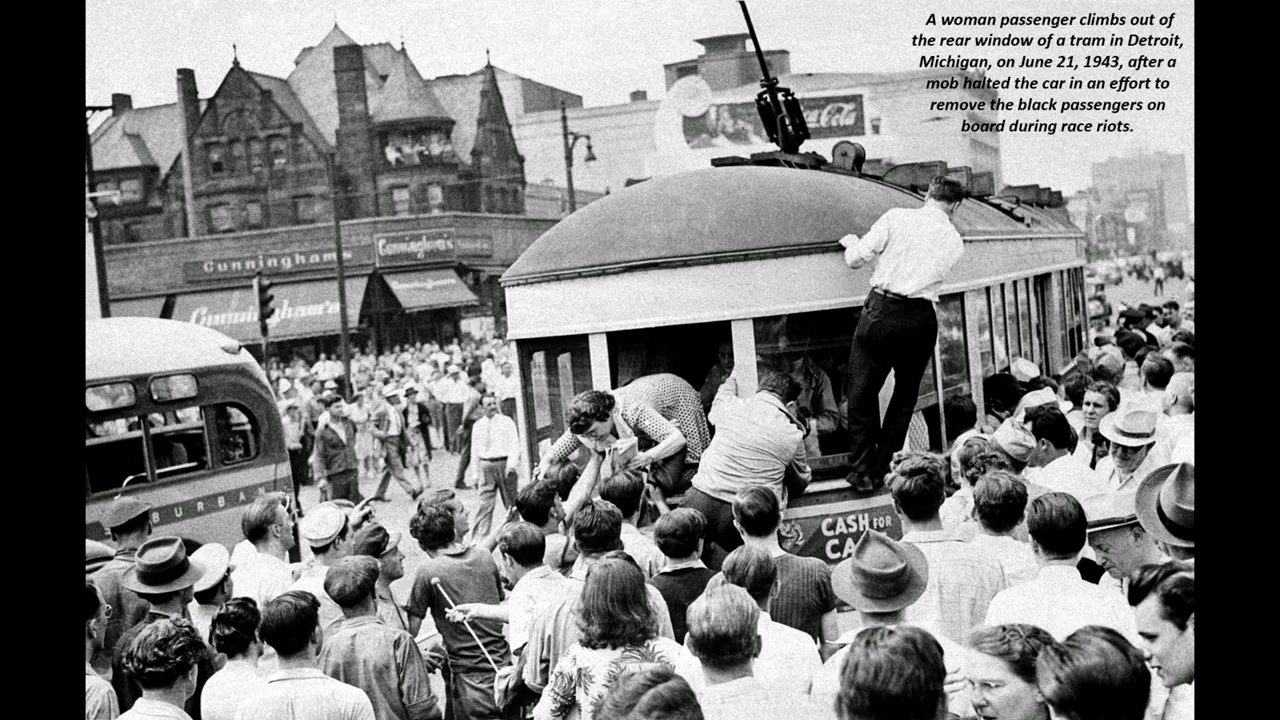 A woman passenger climbs out of
the rear window of a tram in Detroit,
Michigan, on June 21, 1943, after a
mob halted the car in an effort to
remove the black passengers on
board during race riots.
Coca-Cola
Cunninghams
Cunningham's
Cunningham's
BURBAN
CASH FOR
CA